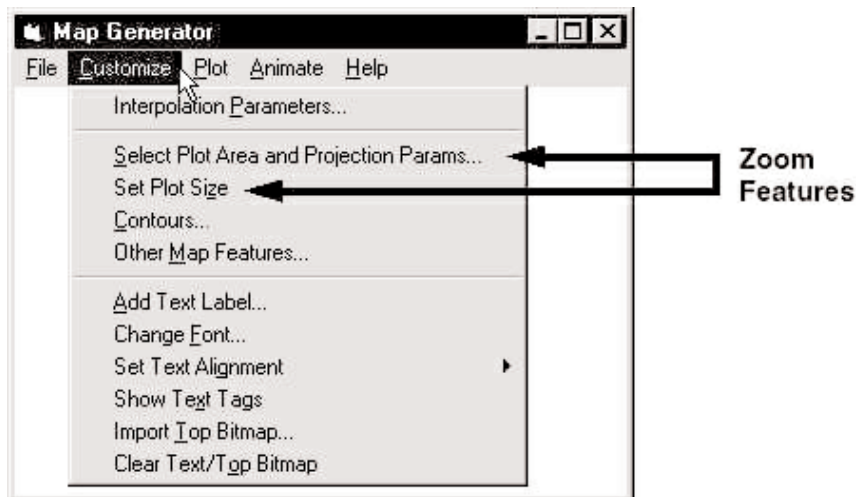 Map Generator
File Customize Plot Animate Help
Interpolation Parameters...
Select Plot Area and Projection Params...
Set Plot Size
Contours...
Other Map Features...
Add Text Label...
Change Font...
Set Text Alignment
Show Text Tags
Import Top Bitmap...
Clear Text/Top Bitmap
Zoom
Features